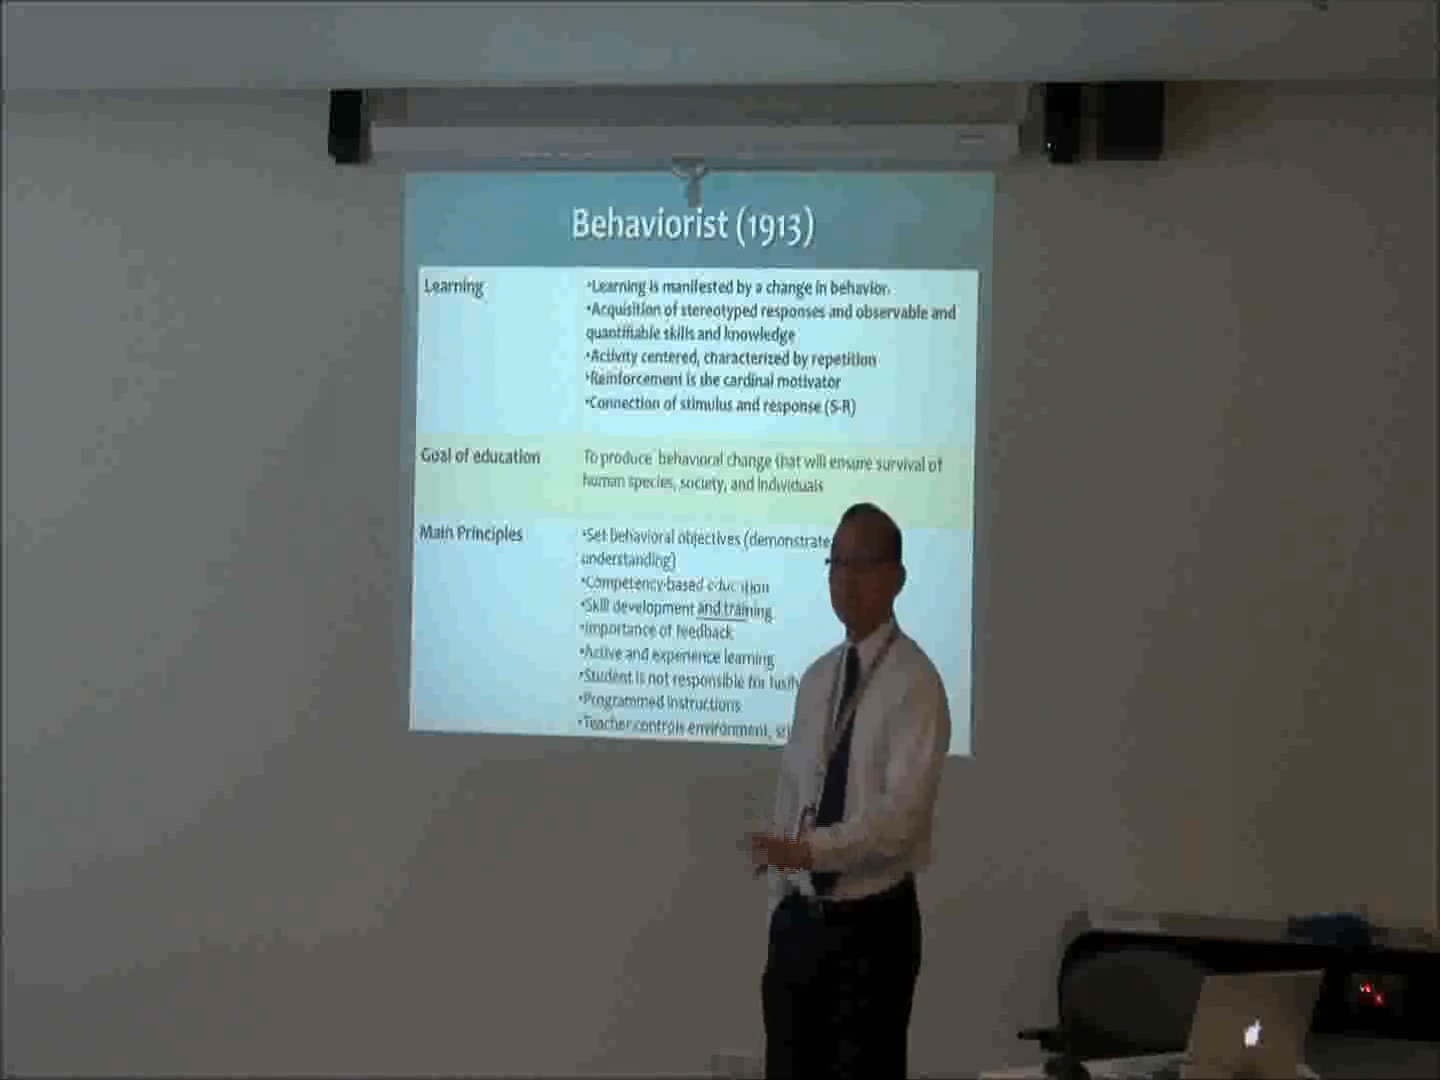 Behaviorist (1913)
Learning
•Learning is manifested by a change in behavior.
•Acquisition of stereotyped responses and observable and
quantifiable skills and knowledge
•Activity centered, characterized by repetition
•Reinforcement is the cardinal motivator
•Connection of stimulus and response (S-R)
Goal of education
To produce behavioral change that will ensure survival of
human species, society, and individuals
Main Principles
•Set behavioral objectives (demonstrate
understanding)
•Competency-based education
•Skill development and training
•Importance of feedback
•Active and experience learning
•Student is not responsible for
•Programmed instructions
•Teacher controls environment,